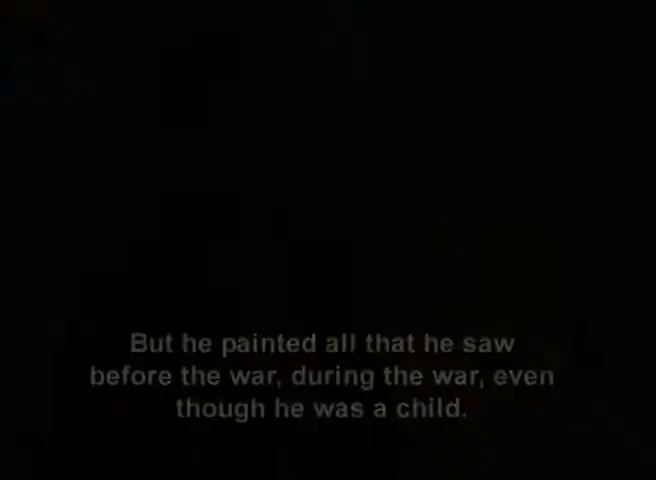 But he painted all that he saw
before the war, during the war, even
though he was a child.